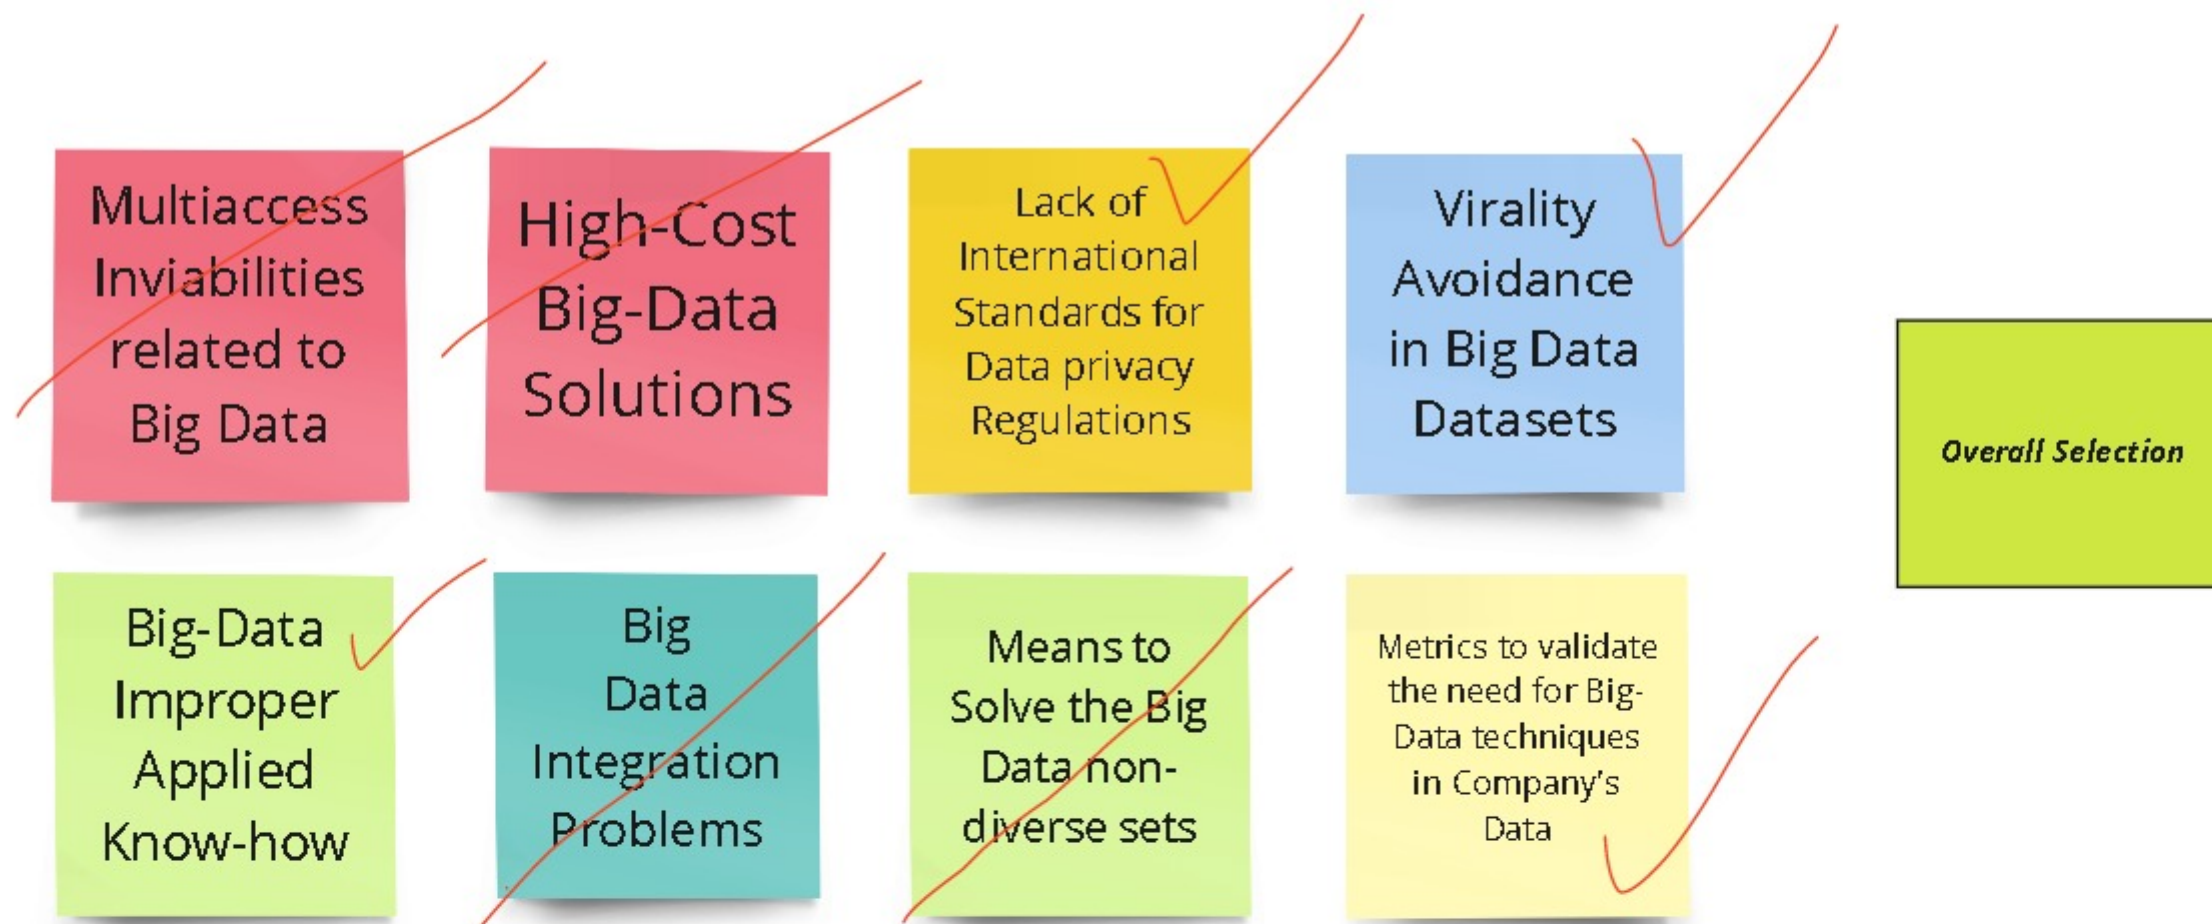 Multiaccess
Inviabilities
related to
Big Data
High-Cost
Big-Data
Solutions
Lack of
International
Standards for
Data privacy
Regulations
Virality
Avoidance
in Big Data
Datasets
Overall Selection
Big-Data
Improper
Applied
Know-how
Big
Data
Integration
Problems
Means to
Solve the Big
Data non-
diverse sets
Metrics to validate
the need for Big-
Data techniques
in Company's
Data